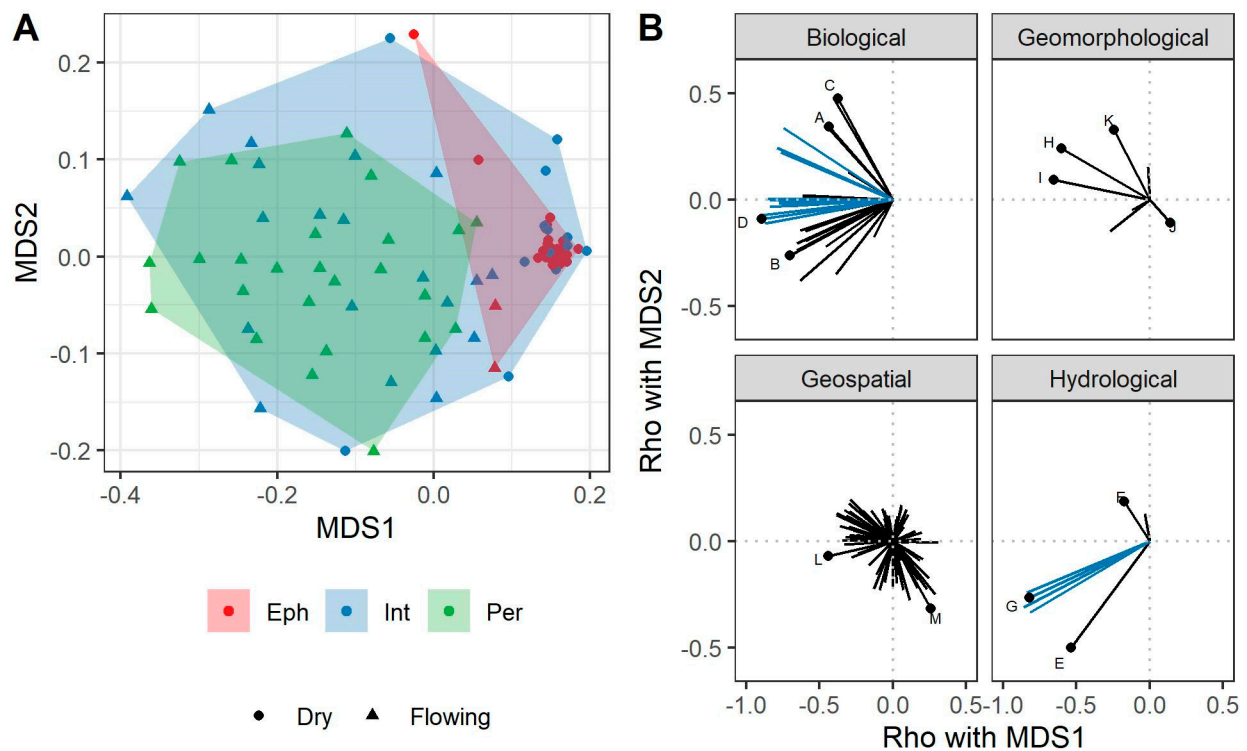 A
MDS2
0.2
0.1
0.0
-0.1
-0.2
-0.4
-0.2
0.0
0.2
MDS1
Eph
Int
Per
Dry
Flowing
B
Rho with MDS2
Biological
Geomorphological
0.5
0.0
-0.5
C
A
D
B
K
H
I
J
Geospatial
Hydrological
0.5
0.0
-0.5
L
M
F
G
E
-1.0
-0.5
0.0
0.5
-1.0
-0.5
0.0
0.5
Rho with MDS1